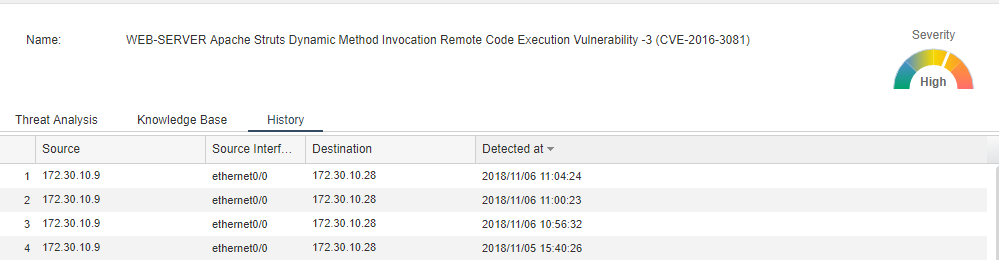 Name: WEB-SERVER Apache Struts Dynamic Method Invocation Remote Code Execution Vulnerability -3 (CVE-2016-3081)
Severity
High
Threat Analysis Knowledge Base History
Source Source Interf... Destination Detected at
1 172.30.10.9 ethernet0/0 172.30.10.28 2018/11/06 11:04:24
2 172.30.10.9 ethernet0/0 172.30.10.28 2018/11/06 11:00:23
3 172.30.10.9 ethernet0/0 172.30.10.28 2018/11/06 10:56:32
4 172.30.10.9 ethernet0/0 172.30.10.28 2018/11/05 15:40:26